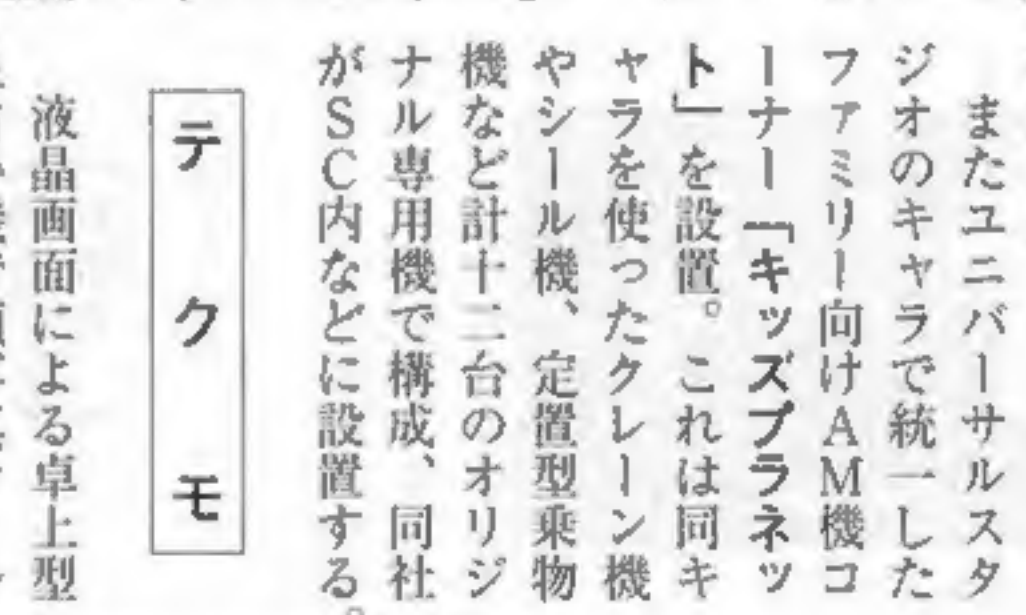 またユニバーサルスタ
ジオのキャラで統一した
ファミリー向けAM機コ
ーナー「キッズプラネッ
ト」を設置。これは同キ
ャラを使ったクレーン機
やシール機、定置型乗物
機など計十二台のオリジ
ナル専用機で構成、同社
がSC内などに設置する。
テクモ
液晶画面による卓上型